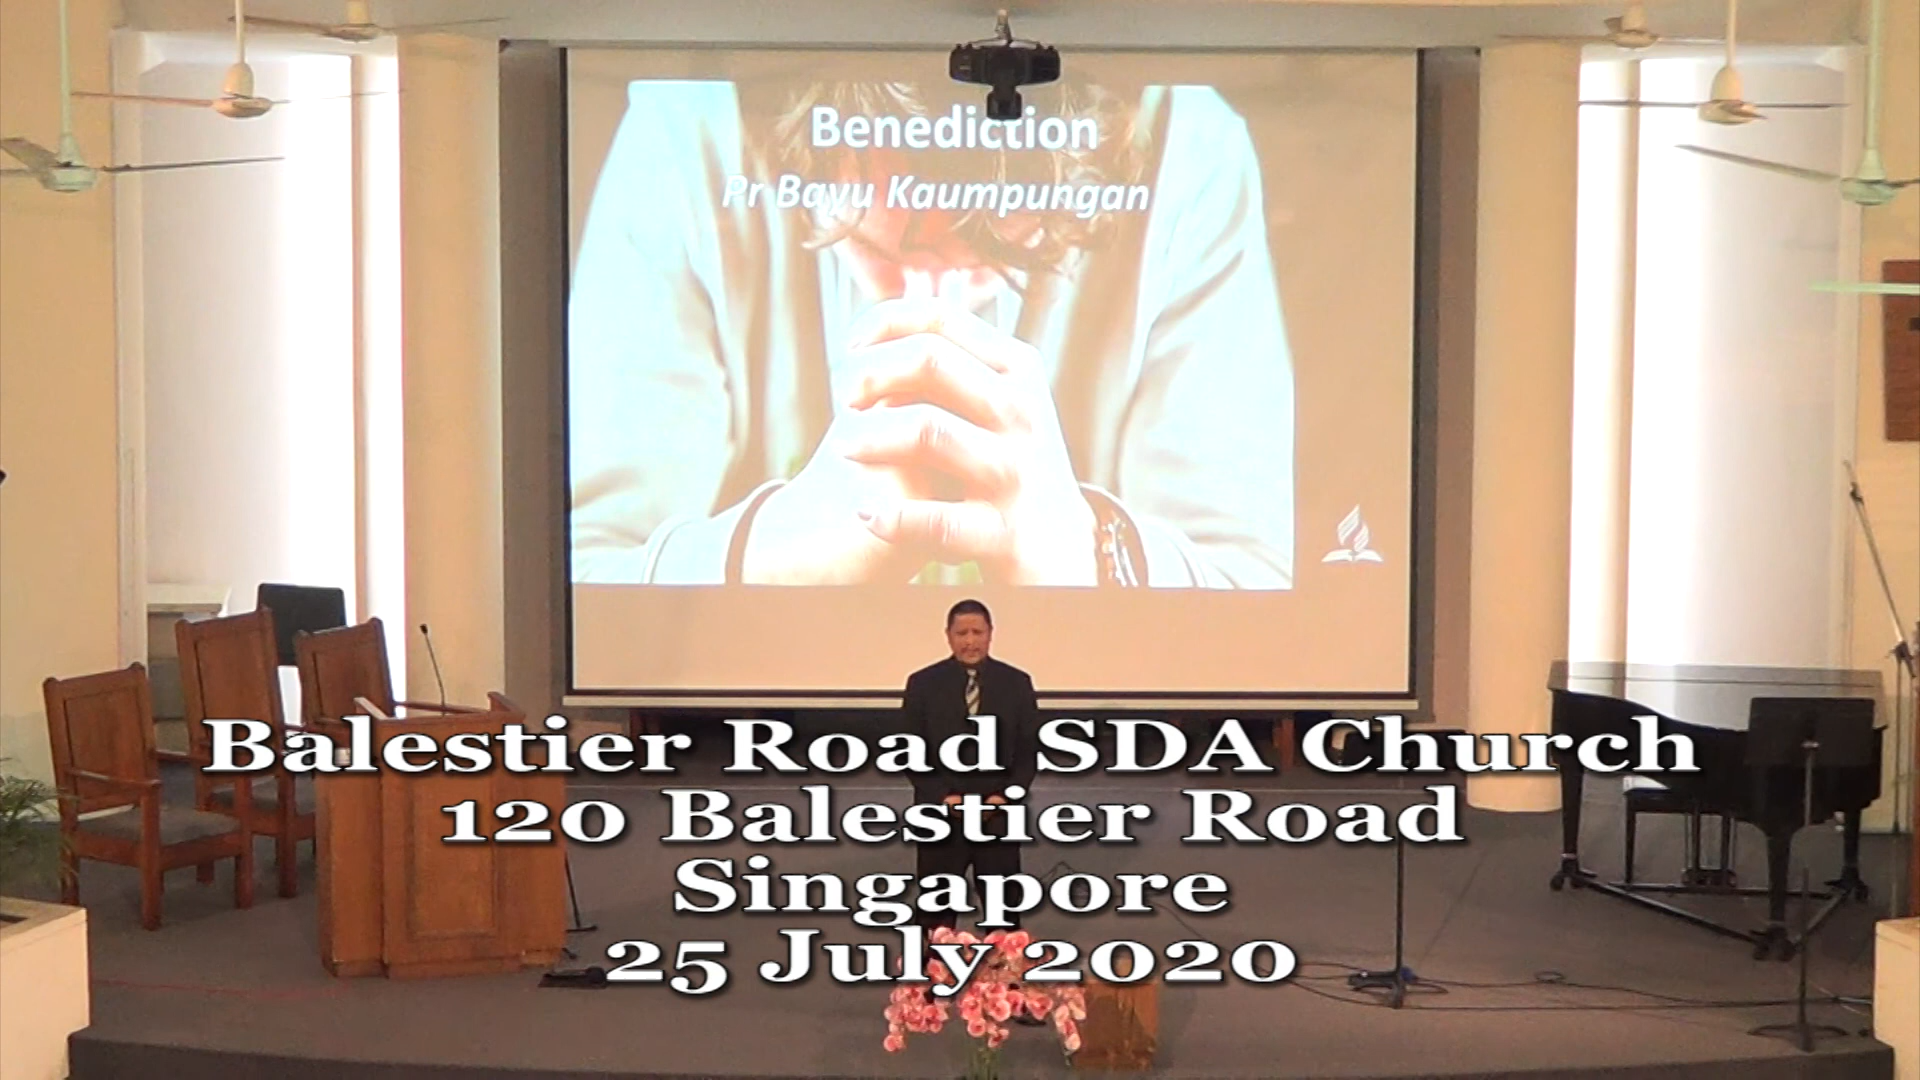 Benediction
Pr Bayu Kaumpungan
Balestier Road SDA Church
120 Balestier Road
Singapore
25 July 2020